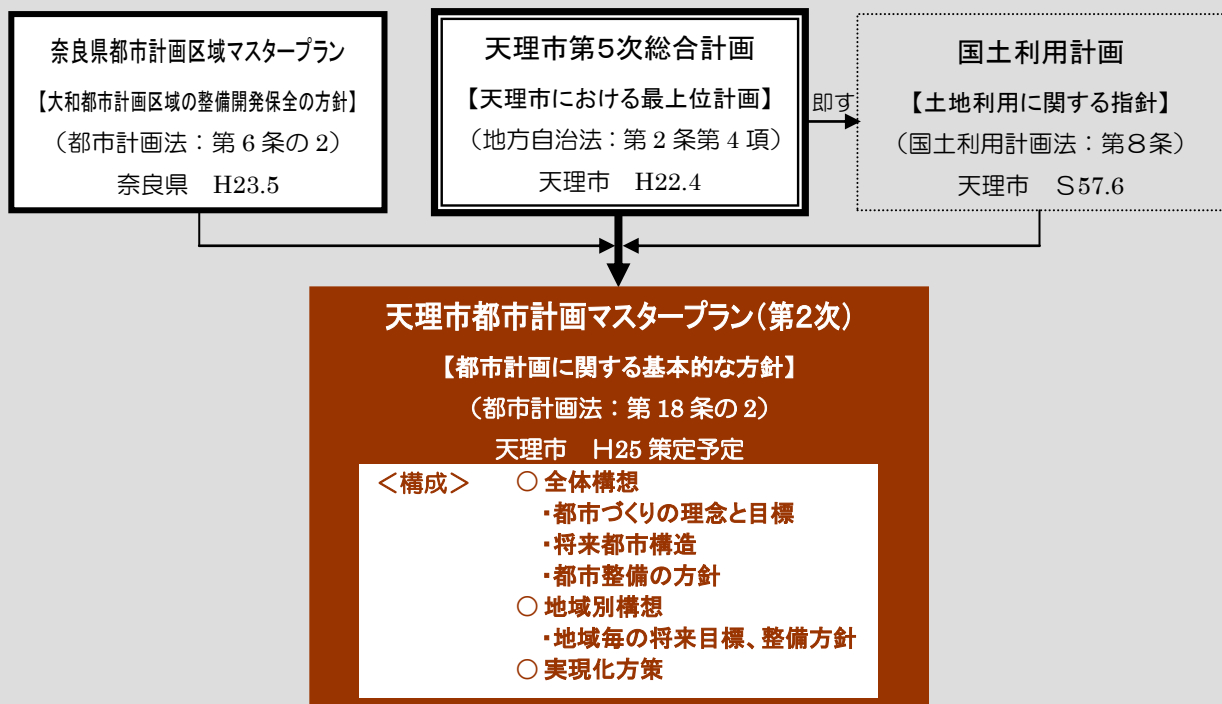 奈良県都市計画区域マスタープラン
【大和都市計画区域の整備開発保全の方針】
（都市計画法：第６条の２）
奈良県　H23.5
天理市第５次総合計画
【天理市における最上位計画】
（地方自治法：第２条第４項）
天理市　H22.4
即す
国土利用計画
【土地利用に関する指針】
（国土利用計画法：第８条）
天理市　Ｓ57.6
天理市都市計画マスタープラン（第２次）
【都市計画に関する基本的な方針】
（都市計画法：第 18 条の２）
天理市　Ｈ25 策定予定
＜構成＞　○ 全体構想
・都市づくりの理念と目標
・将来都市構造
・都市整備の方針
○ 地域別構想
・地域毎の将来目標、整備方針
○ 実現化方策